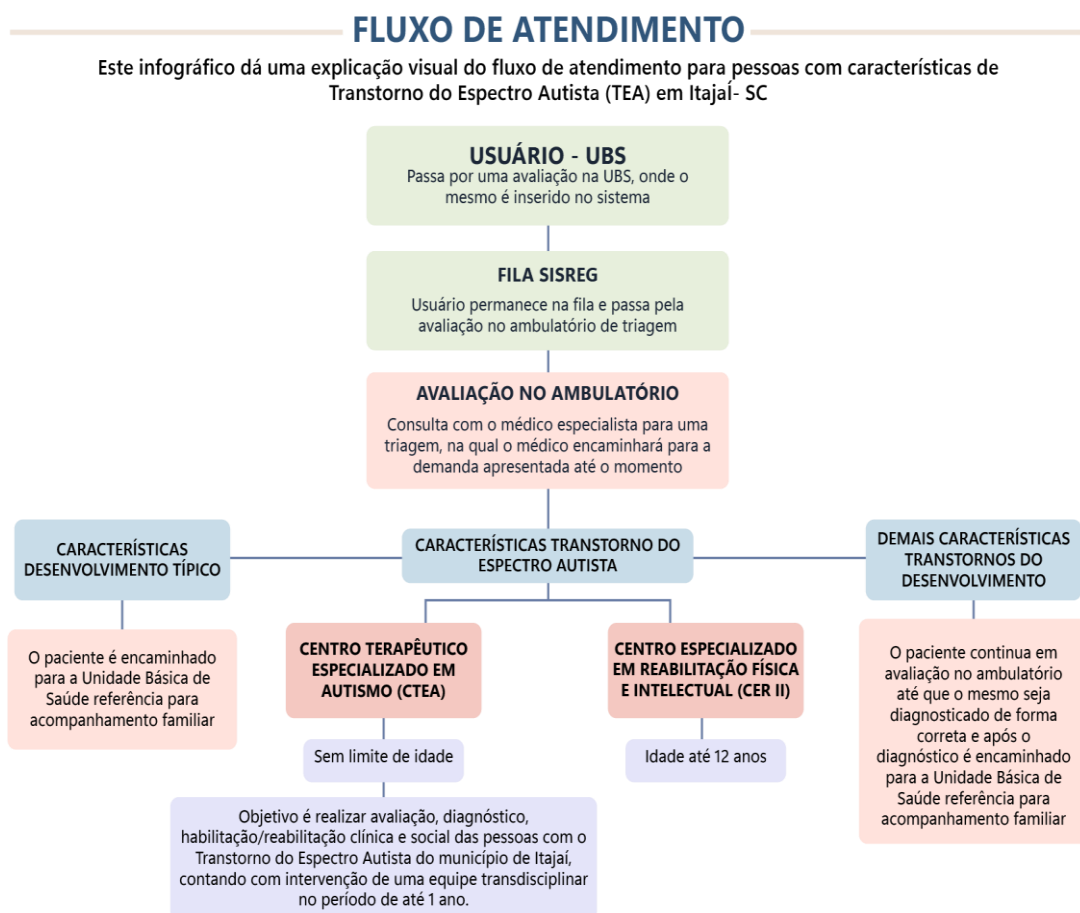 FLUXO DE ATENDIMENTO
Este infográfico dá uma explicação visual do fluxo de atendimento para pessoas com características de
Transtorno do Espectro Autista (TEA) em Itajaí- SC
USUÁRIO - UBS
Passa por uma avaliação na UBS, onde o
mesmo é inserido no sistema
FILA SISREG
Usuário permanece na fila e passa pela
avaliação no ambulatório de triagem
AVALIAÇÃO NO AMBULATÓRIO
Consulta com o médico especialista para uma
triagem, na qual o médico encaminhará para a
demanda apresentada até o momento
CARACTERÍSTICAS
DESENVOLVIMENTO TÍPICO
O paciente é encaminhado
para a Unidade Básica de
Saúde referência para
acompanhamento familiar
CARACTERÍSTICAS TRANSTORNO DO
ESPECTRO AUTISTA
CENTRO TERAPÊUTICO
ESPECIALIZADO EM
AUTISMO (CTEA)
Sem limite de idade
Objetivo é realizar avaliação, diagnóstico,
habilitação/reabilitação clínica e social das pessoas com o
Transtorno do Espectro Autista do município de Itajaí,
contando com intervenção de uma equipe transdisciplinar
no período de até 1 ano.
CENTRO ESPECIALIZADO
EM REABILITAÇÃO FÍSICA
E INTELECTUAL (CER II)
Idade até 12 anos
DEMAIS CARACTERÍSTICAS
TRANSTORNOS DO
DESENVOLVIMENTO
O paciente continua em
avaliação no ambulatório
até que o mesmo seja
diagnosticado de forma
correta e após o
diagnóstico é encaminhado
para a Unidade Básica de
Saúde referência para
acompanhamento familiar